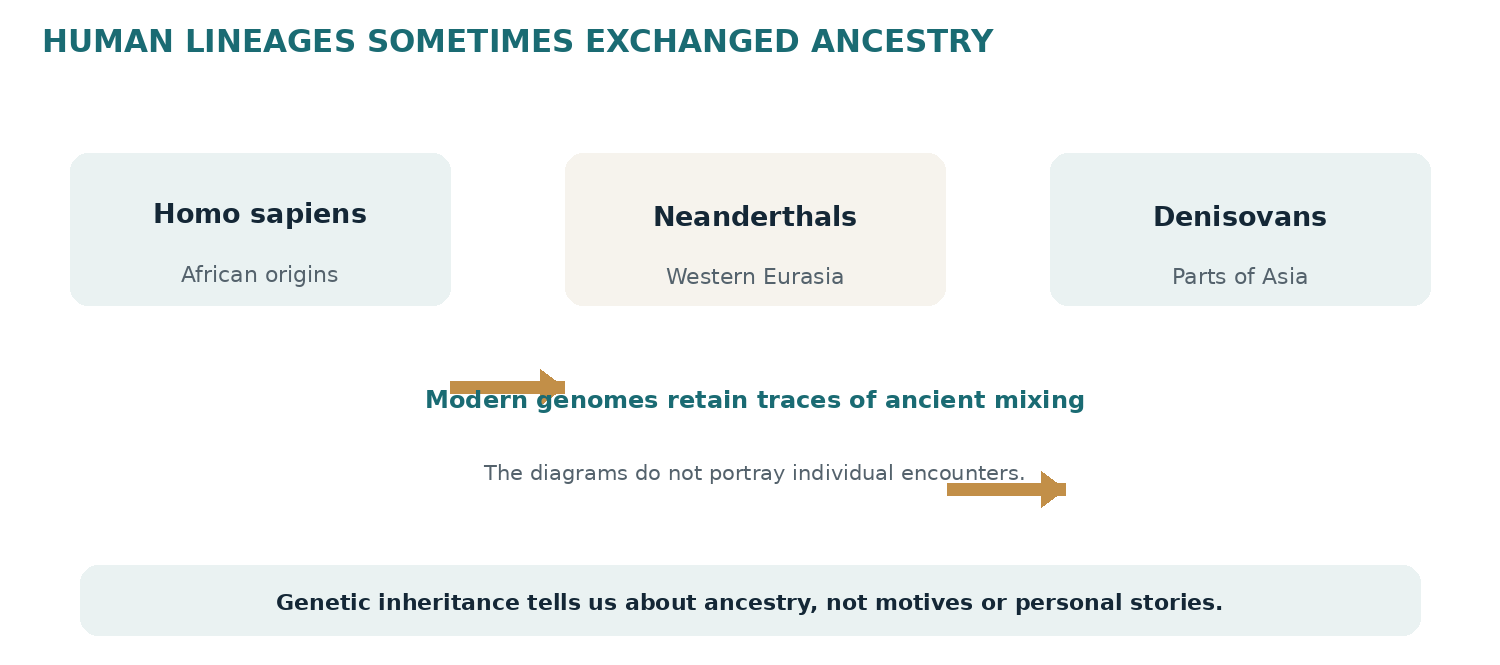 HUMAN LINEAGES SOMETIMES EXCHANGED ANCESTRY
Homo sapiens
African origins
Neanderthals
Western Eurasia
Denisovans
Parts of Asia
Modern genomes retain traces of ancient mixing
The diagrams do not portray individual encounters.
Genetic inheritance tells us about ancestry, not motives or personal stories.